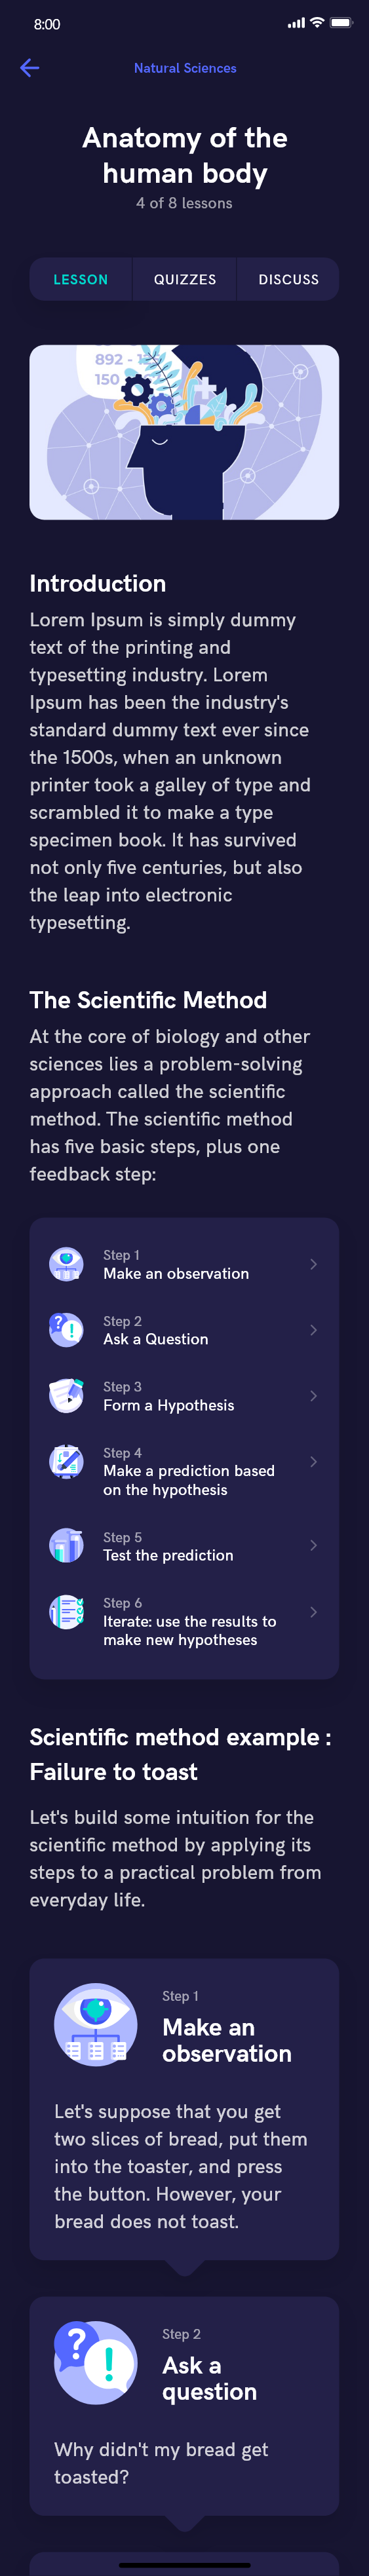 8:00
Natural Sciences
Anatomy of the
human body
4 of 8 lessons
LESSON QUIZZES DISCUSS
892 - 1
150
Introduction
Lorem Ipsum is simply dummy
text of the printing and
typesetting industry. Lorem
Ipsum has been the industry's
standard dummy text ever since
the 1500s, when an unknown
printer took a galley of type and
scrambled it to make a type
specimen book. It has survived
not only five centuries, but also
the leap into electronic
typesetting.
The Scientific Method
At the core of biology and other
sciences lies a problem-solving
approach called the scientific
method. The scientific method
has five basic steps, plus one
feedback step:
Step 1
Make an observation
Step 2
Ask a Question
Step 3
Form a Hypothesis
Step 4
Make a prediction based
on the hypothesis
Step 5
Test the prediction
Step 6
Iterate: use the results to
make new hypotheses
Scientific method example :
Failure to toast
Let's build some intuition for the
scientific method by applying its
steps to a practical problem from
everyday life.
Step 1
Make an
observation
Let's suppose that you get
two slices of bread, put them
into the toaster, and press
the button. However, your
bread does not toast.
Step 2
Ask a
question
Why didn't my bread get
toasted?